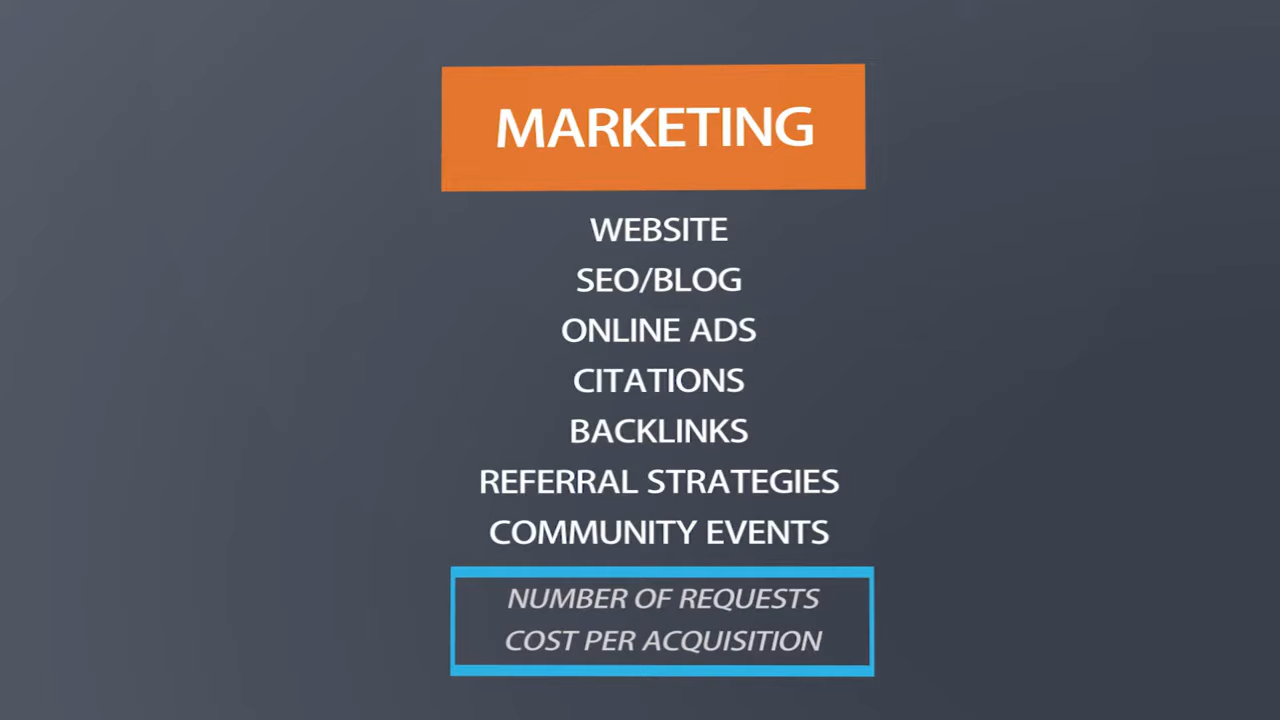 MARKETING
WEBSITE
SEO/BLOG
ONLINE ADS
CITATIONS
BACKLINKS
REFERRAL STRATEGIES
COMMUNITY EVENTS
NUMBER OF REQUESTS
COST PER ACQUISITION